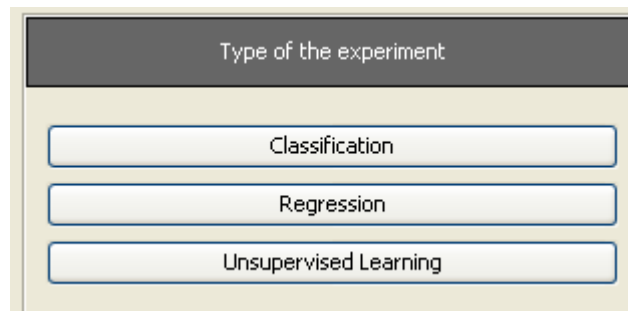 Type of the experiment
Classification
Regression
Unsupervised Learning